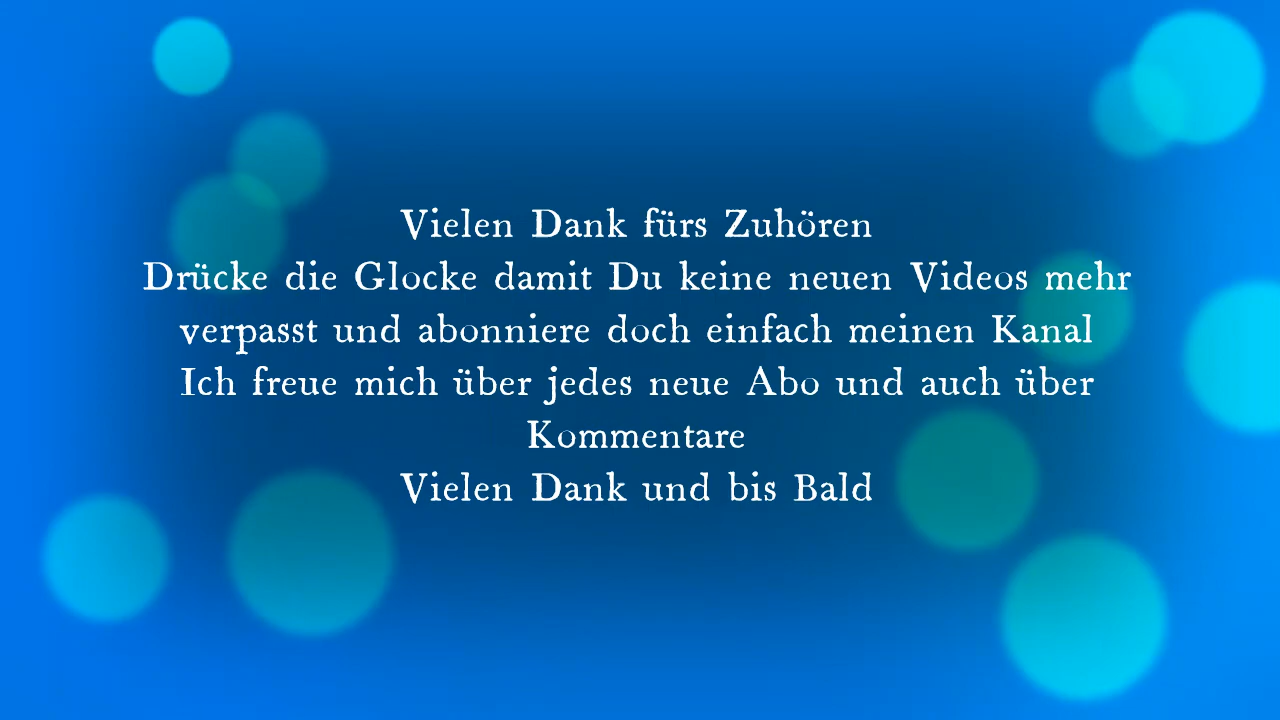 Vielen Dank fürs Zuhören
Drücke die Glocke damit Du keine neuen Videos mehr
verpasst und abonniere doch einfach meinen Kanal
Ich freue mich über jedes neue Abo und auch über
Kommentare
Vielen Dank und bis Bald